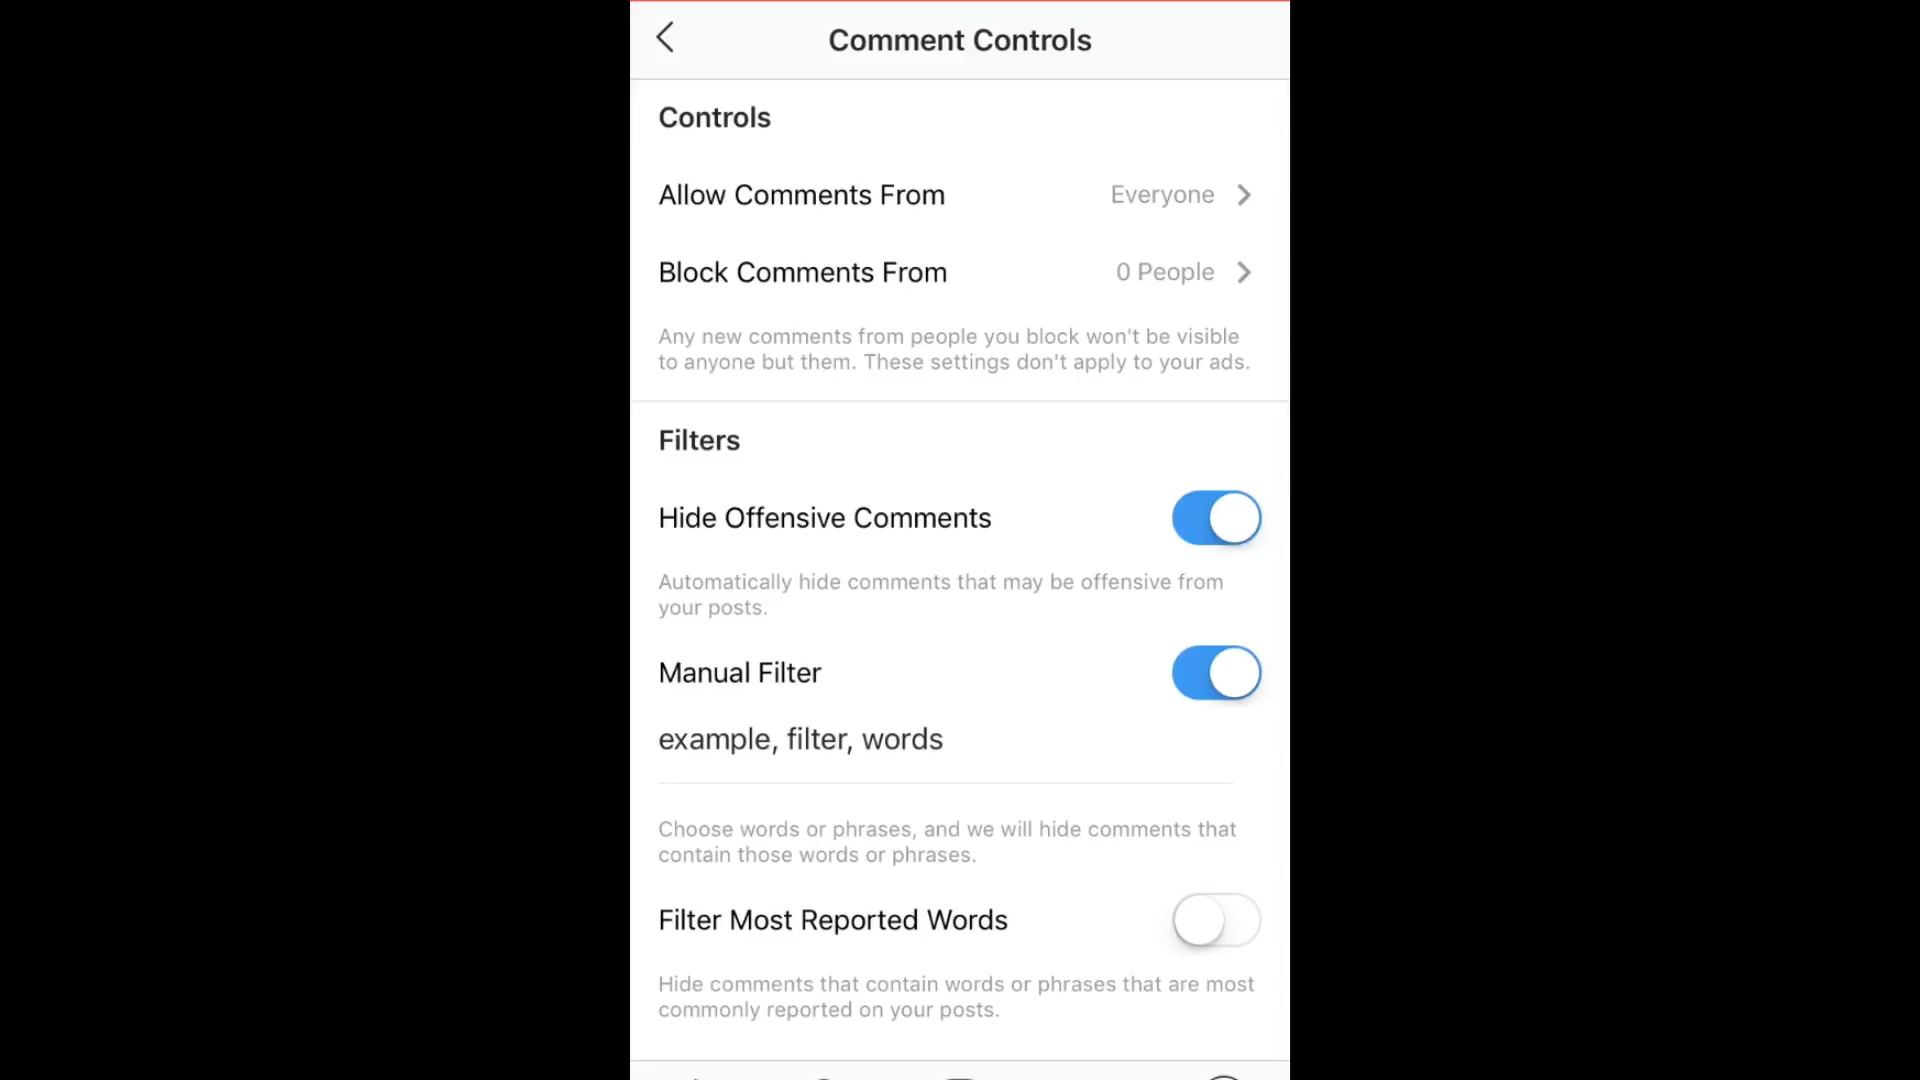 Comment Controls
Controls
Allow Comments From Everyone
Block Comments From 0 People
Any new comments from people you block won't be visible
to anyone but them. These settings don't apply to your ads.
Filters
Hide Offensive Comments
Automatically hide comments that may be offensive from
your posts.
Manual Filter
example, filter, words
Choose words or phrases, and we will hide comments that
contain those words or phrases.
Filter Most Reported Words
Hide comments that contain words or phrases that are most
commonly reported on your posts.